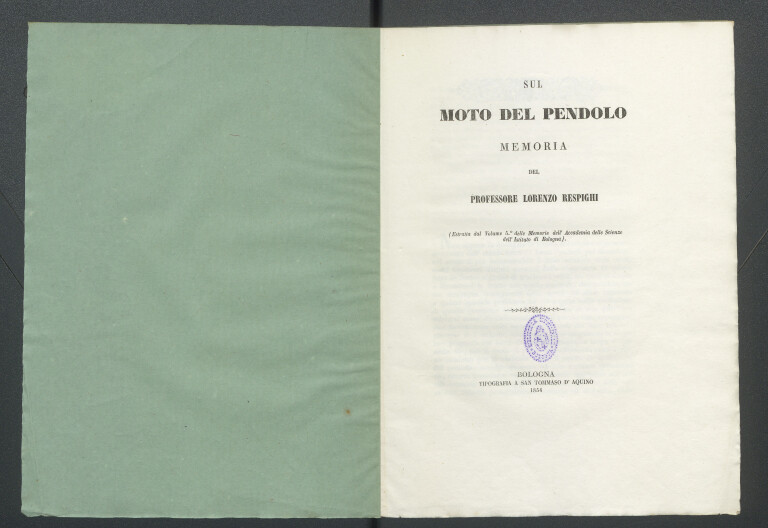 SUL
MOTO DEL PENDOLO
MEMORIA
DEL
PROFESSORE LORENZO RESPIGHI
(Estratta dal Volume 5.º delle Memorie dell' Accademia delle Scienze
dell' Istituto di Bologna).
BOLOGNA
TIPOGRAFIA A SAN TOMMASO D' AQUINO
1854